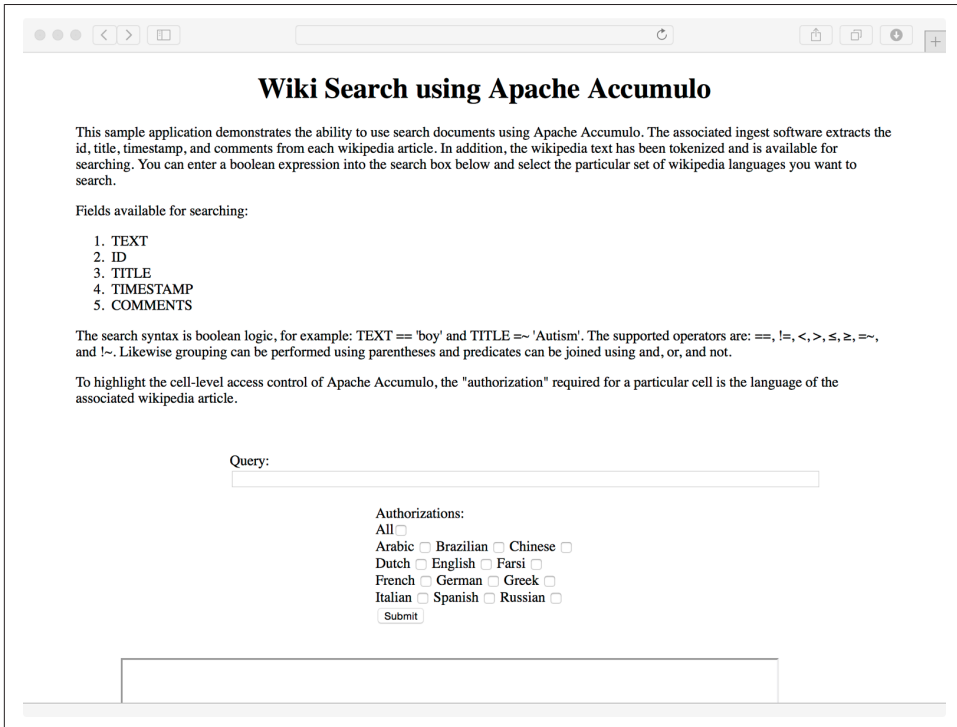 Wiki Search using Apache Accumulo
This sample application demonstrates the ability to use search documents using Apache Accumulo. The associated ingest software extracts the
id, title, timestamp, and comments from each wikipedia article. In addition, the wikipedia text has been tokenized and is available for
searching. You can enter a boolean expression into the search box below and select the particular set of wikipedia languages you want to
search.
Fields available for searching:
1. TEXT
2. ID
3. TITLE
4. TIMESTAMP
5. COMMENTS
The search syntax is boolean logic, for example: TEXT == 'boy' and TITLE =~ 'Autism'. The supported operators are: ==, !=, <, >, ≤, ≥, =~,
and !~. Likewise grouping can be performed using parentheses and predicates can be joined using and, or, and not.
To highlight the cell-level access control of Apache Accumulo, the "authorization" required for a particular cell is the language of the
associated wikipedia article.
Query:
Authorizations:
All
Arabic Brazilian Chinese
Dutch English Farsi
French German Greek
Italian Spanish Russian
Submit